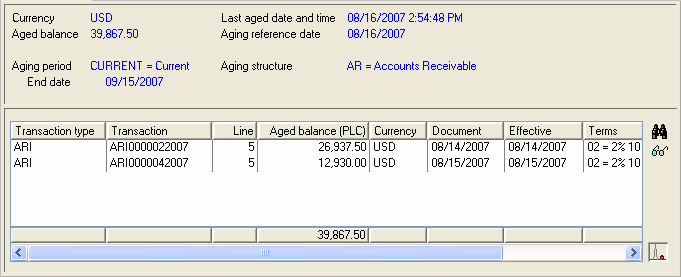 Currency USD Last aged date and time 08/16/2007 2:54:48 PM
Aged balance 39,867.50 Aging reference date 08/16/2007
Aging period CURRENT = Current Aging structure AR = Accounts Receivable
End date 09/15/2007
Transaction type Transaction Line Aged balance (PLC) Currency Document Effective Terms
ARI ARI0000022007 5 26,937.50 USD 08/14/2007 08/14/2007 02 = 2% 10
ARI ARI0000042007 5 12,930.00 USD 08/15/2007 08/15/2007 02 = 2% 10
39,867.50